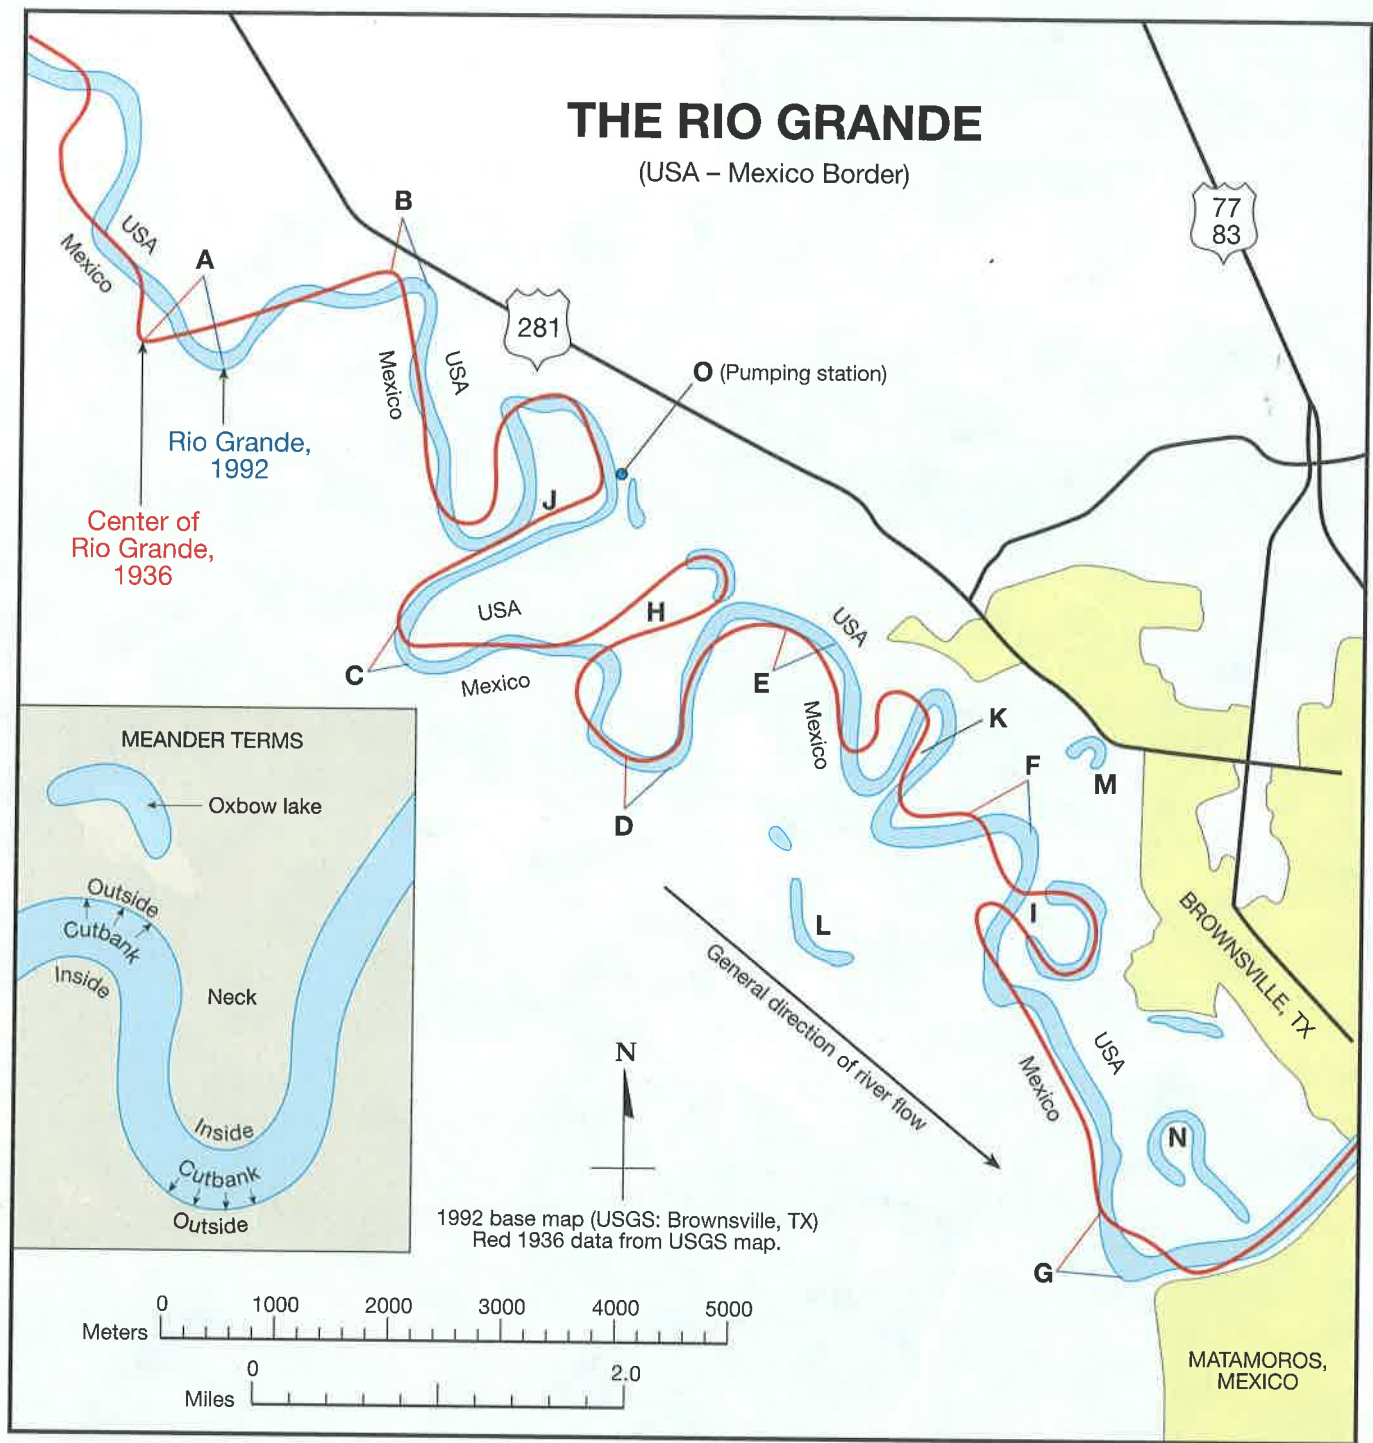 THE RIO GRANDE
(USA – Mexico Border)
77
83
B
USA
Mexico
A
281
USA
Mexico
O (Pumping station)
Rio Grande,
1992
Center of
Rio Grande,
1936
J
USA
H
USA
C
Mexico
E
Mexico
K
F
M
D
MEANDER TERMS
Oxbow lake
Outside
Cutbank
Inside
Neck
Inside
Cutbank
Outside
L
I
BROWNSVILLE, TX
General direction of river flow
USA
Mexico
N
N
1992 base map (USGS: Brownsville, TX)
Red 1936 data from USGS map.
G
0 1000 2000 3000 4000 5000
Meters
0 2.0
Miles
MATAMOROS,
MEXICO